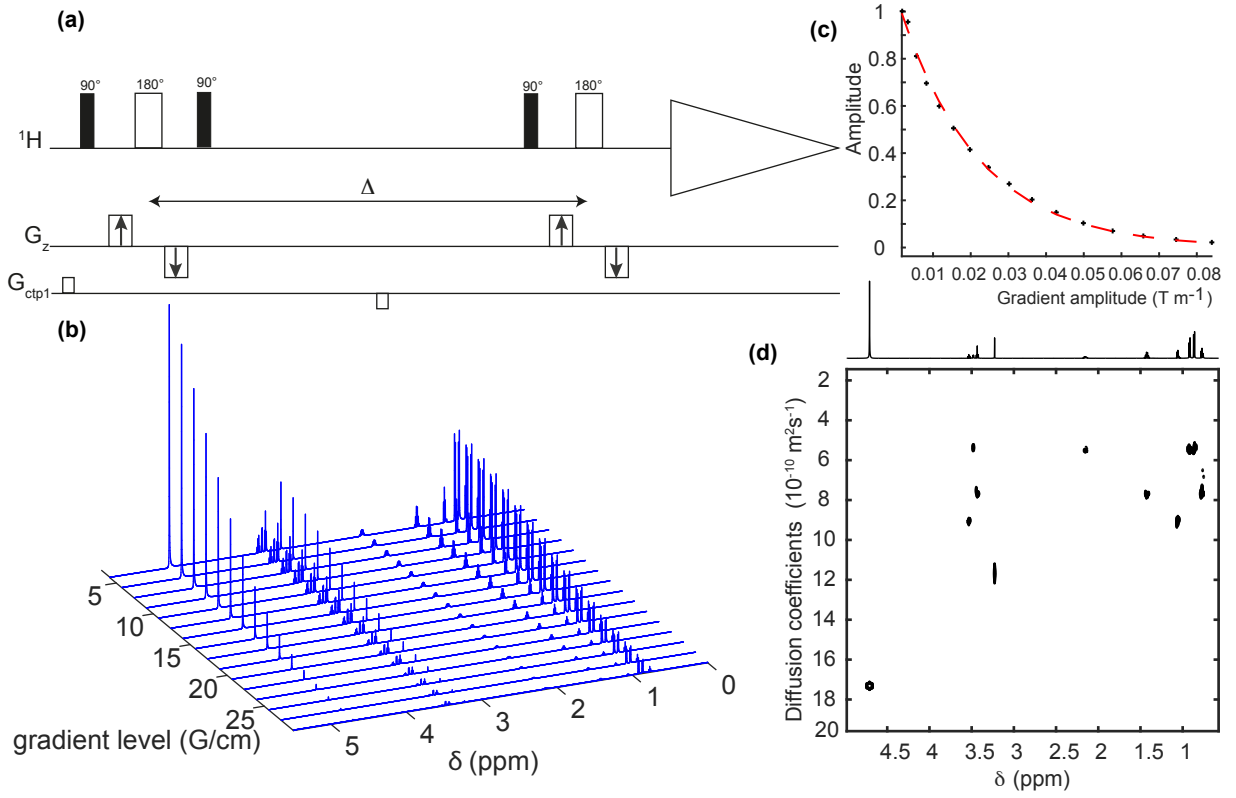 (a)
90°
180°
90°
90°
180°
¹H
Δ
G_z
G_ctp1
(c)
1
0.8
0.6
0.4
0.2
0
Amplitude
0.01 0.02 0.03 0.04 0.05 0.06 0.07 0.08
Gradient amplitude (T m⁻¹)
(b)
5
10
15
20
25
gradient level (G/cm)
5
4
3
2
1
0
δ (ppm)
(d)
2
4
6
8
10
12
14
16
18
20
Diffusion coefficients (10⁻¹⁰ m²s⁻¹)
4.5 4 3.5 3 2.5 2 1.5 1
δ (ppm)